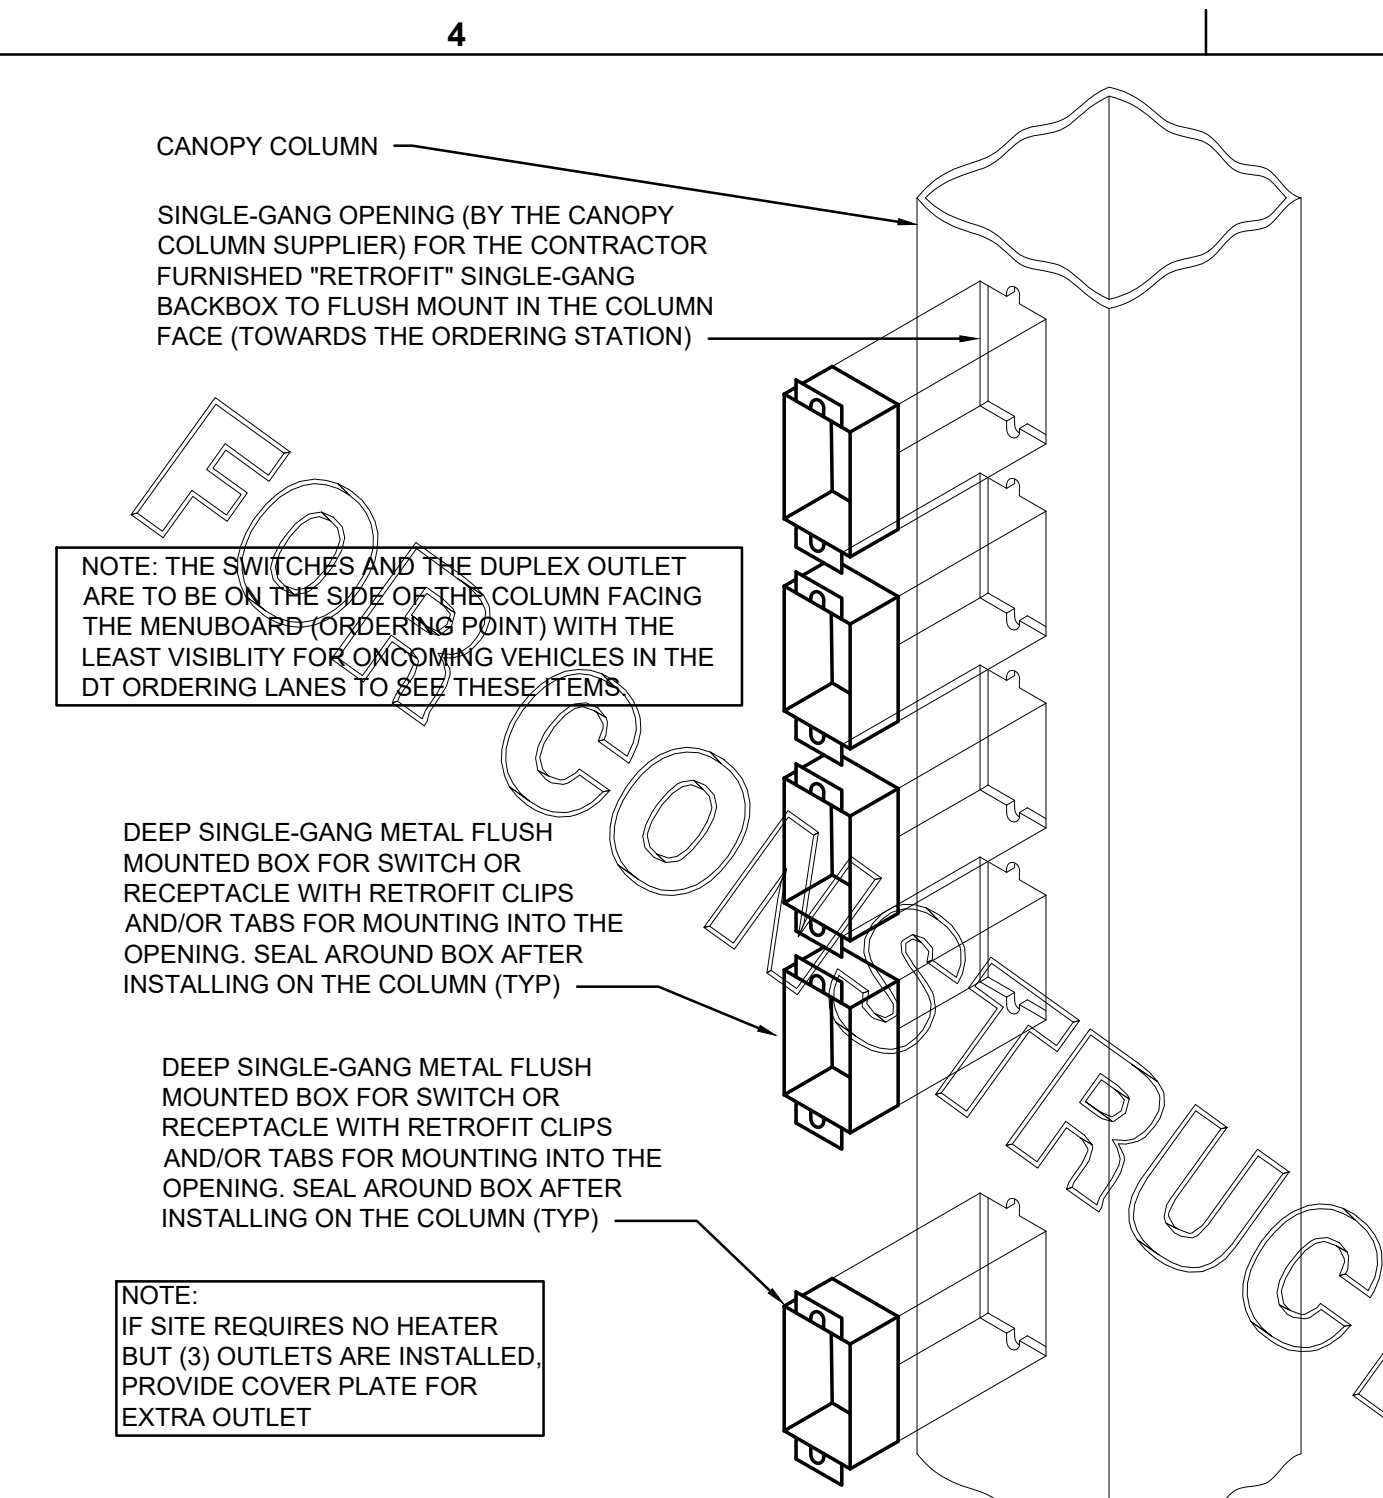 4
CANOPY COLUMN
SINGLE-GANG OPENING (BY THE CANOPY
COLUMN SUPPLIER) FOR THE CONTRACTOR
FURNISHED "RETROFIT" SINGLE-GANG
BACKBOX TO FLUSH MOUNT IN THE COLUMN
FACE (TOWARDS THE ORDERING STATION)
NOTE: THE SWITCHES AND THE DUPLEX OUTLET
ARE TO BE ON THE SIDE OF THE COLUMN FACING
THE MENUBOARD (ORDERING POINT) WITH THE
LEAST VISIBLITY FOR ONCOMING VEHICLES IN THE
DT ORDERING LANES TO SEE THESE ITEMS.
DEEP SINGLE-GANG METAL FLUSH
MOUNTED BOX FOR SWITCH OR
RECEPTACLE WITH RETROFIT CLIPS
AND/OR TABS FOR MOUNTING INTO THE
OPENING. SEAL AROUND BOX AFTER
INSTALLING ON THE COLUMN (TYP)
DEEP SINGLE-GANG METAL FLUSH
MOUNTED BOX FOR SWITCH OR
RECEPTACLE WITH RETROFIT CLIPS
AND/OR TABS FOR MOUNTING INTO THE
OPENING. SEAL AROUND BOX AFTER
INSTALLING ON THE COLUMN (TYP)
NOTE:
IF SITE REQUIRES NO HEATER
BUT (3) OUTLETS ARE INSTALLED,
PROVIDE COVER PLATE FOR
EXTRA OUTLET
FOR CONSTRUC